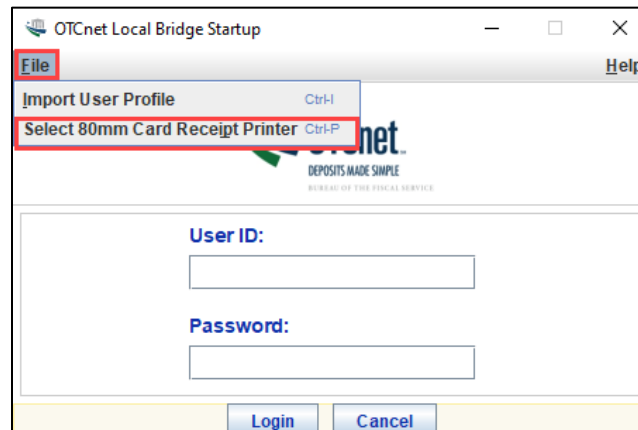 OTCnet Local Bridge Startup
File Help
Import User Profile Ctrl-I
Select 80mm Card Receipt Printer Ctrl-P
DEPOSITS MADE SIMPLE
BUREAU OF THE FISCAL SERVICE
User ID:
Password:
Login Cancel